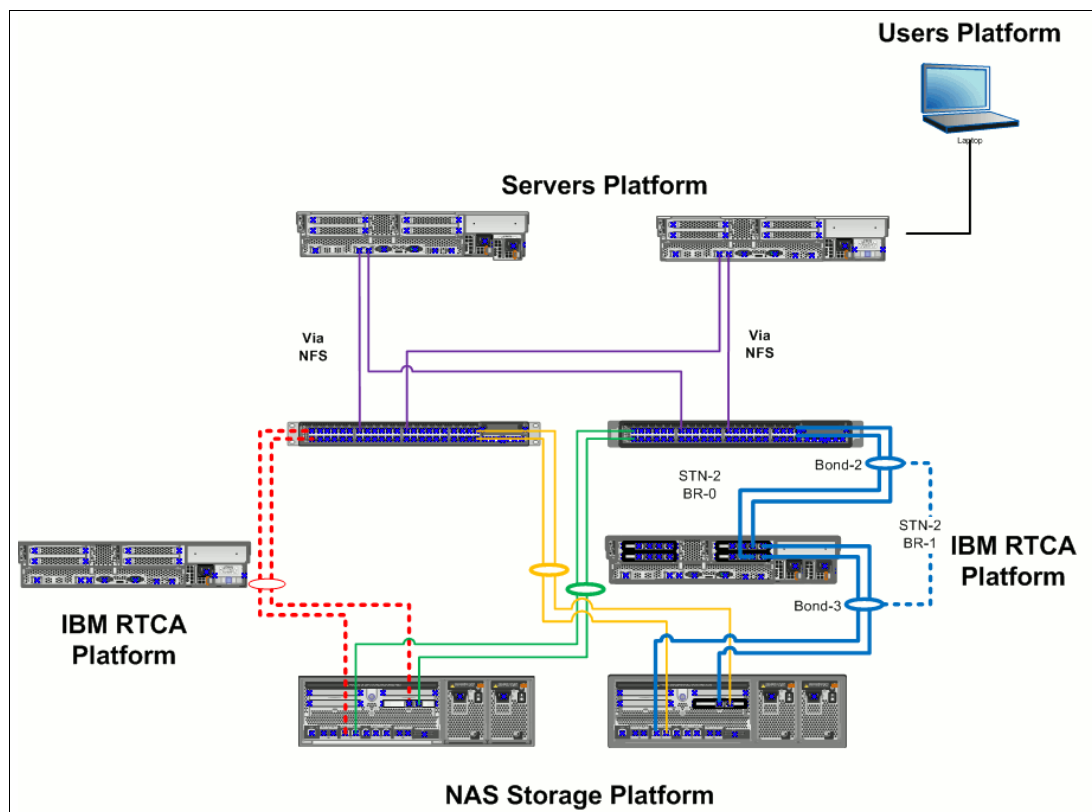 Users Platform
Laptop
Servers Platform
Via
NFS
Via
NFS
Bond-2
STN-2
BR-0
STN-2
BR-1
IBM RTCA
Platform
Bond-3
IBM RTCA
Platform
NAS Storage Platform